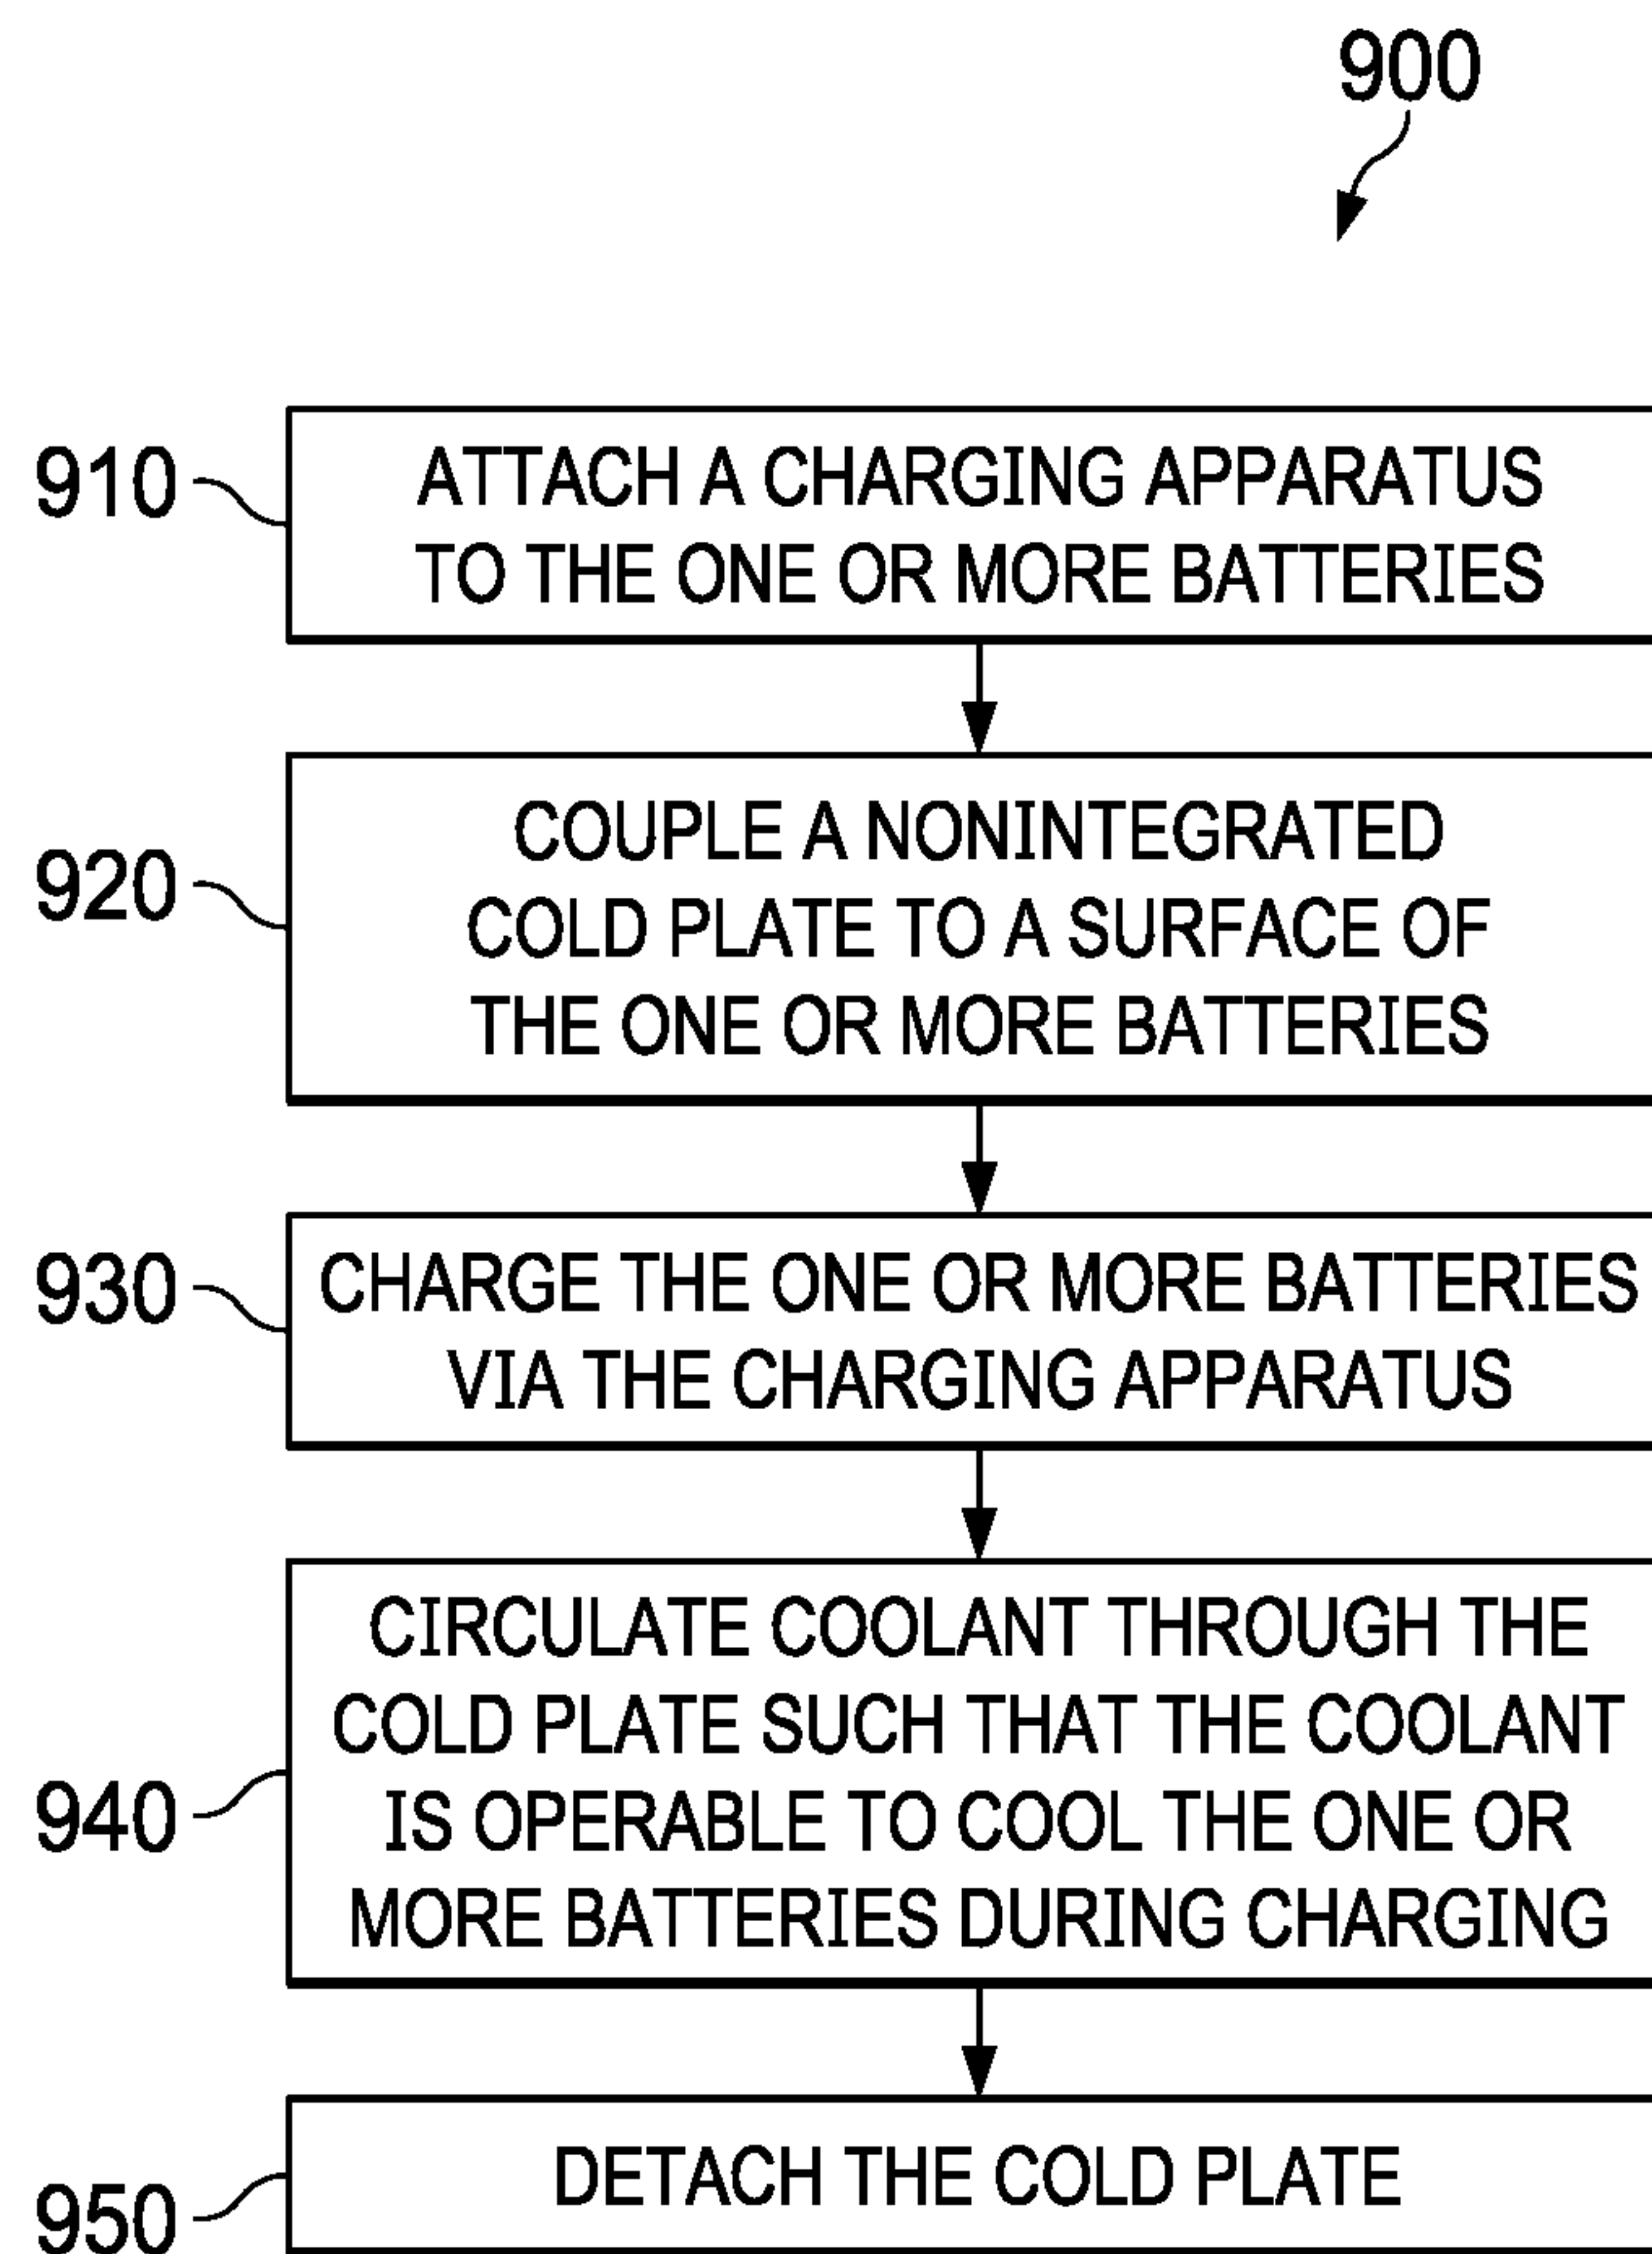 900
910
ATTACH A CHARGING APPARATUS
TO THE ONE OR MORE BATTERIES
920
COUPLE A NONINTEGRATED
COLD PLATE TO A SURFACE OF
THE ONE OR MORE BATTERIES
930
CHARGE THE ONE OR MORE BATTERIES
VIA THE CHARGING APPARATUS
940
CIRCULATE COOLANT THROUGH THE
COLD PLATE SUCH THAT THE COOLANT
IS OPERABLE TO COOL THE ONE OR
MORE BATTERIES DURING CHARGING
950
DETACH THE COLD PLATE